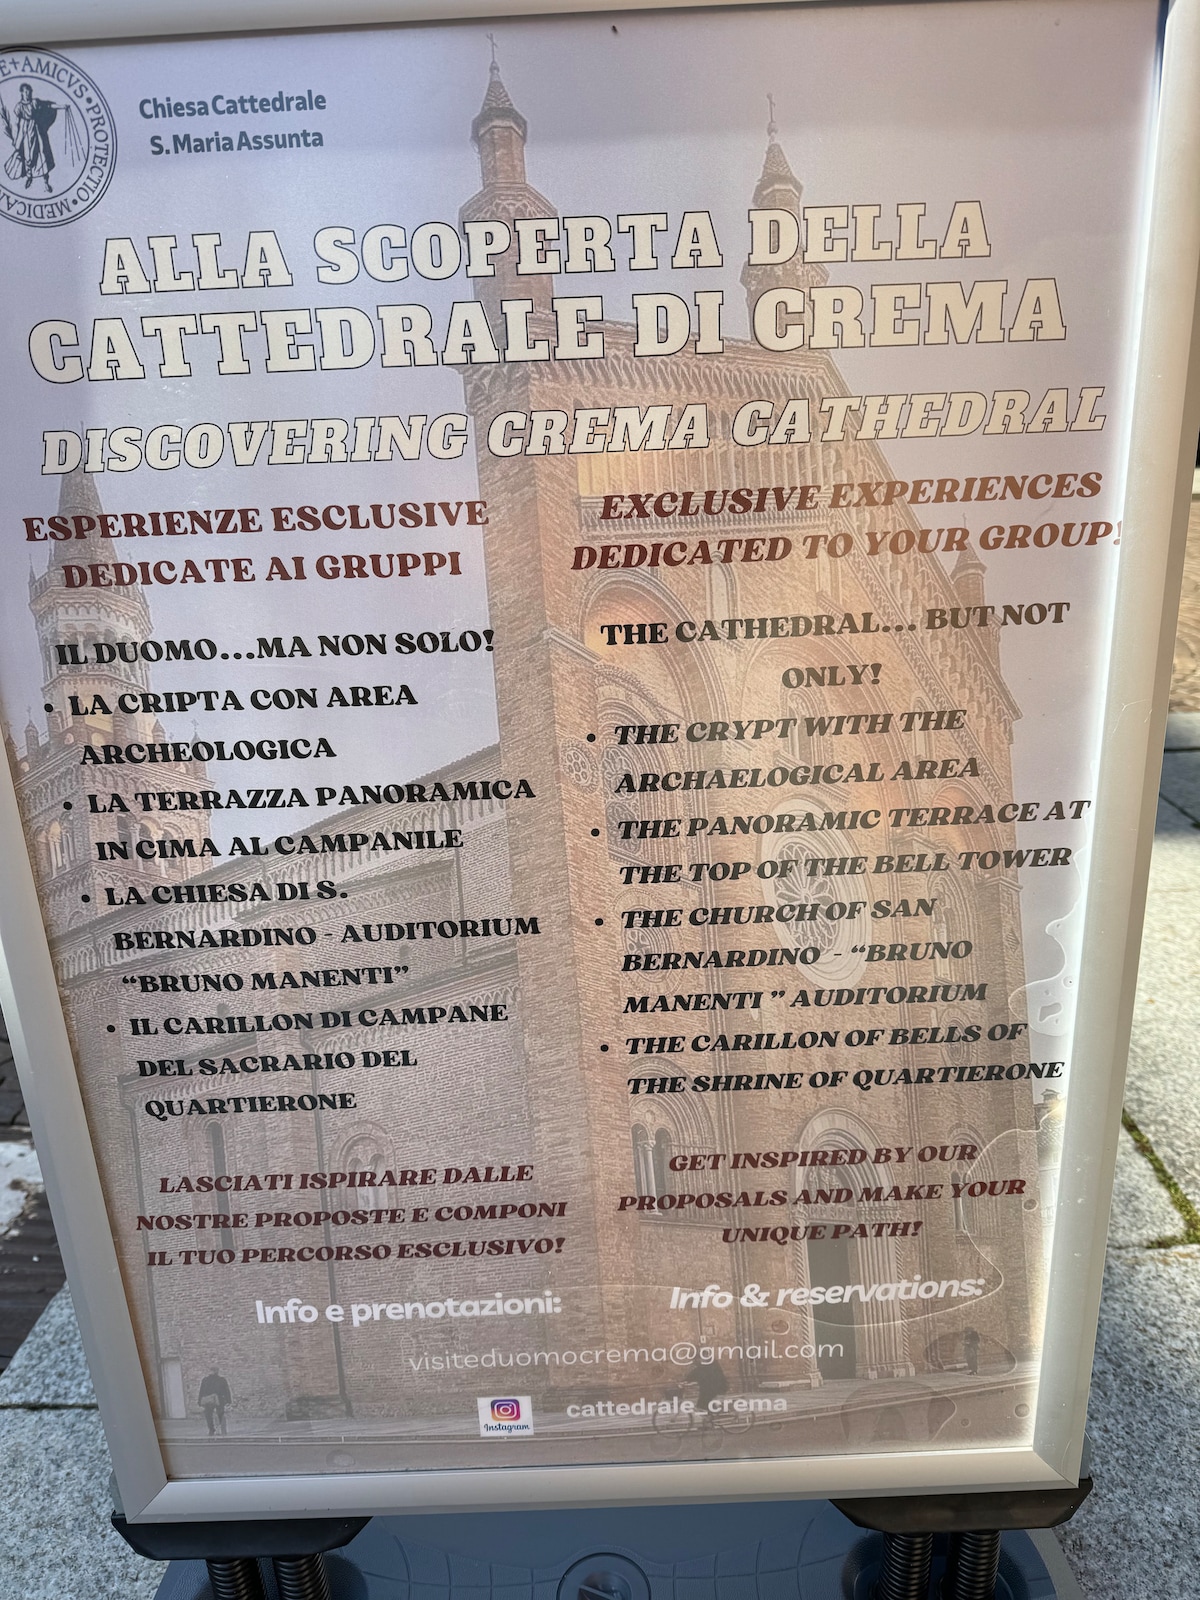 E+AMICVS•PROTECTIO•MEDICAN
Chiesa Cattedrale
S. Maria Assunta
ALLA SCOPERTA DELLA
CATTEDRALE DI CREMA
DISCOVERING CREMA CATHEDRAL
ESPERIENZE ESCLUSIVE
DEDICATE AI GRUPPI
IL DUOMO...MA NON SOLO!
• LA CRIPTA CON AREA
ARCHEOLOGICA
• LA TERRAZZA PANORAMICA
IN CIMA AL CAMPANILE
• LA CHIESA DI S.
BERNARDINO - AUDITORIUM
“BRUNO MANENTI”
• IL CARILLON DI CAMPANE
DEL SACRARIO DEL
QUARTIERONE
LASCIATI ISPIRARE DALLE
NOSTRE PROPOSTE E COMPONI
IL TUO PERCORSO ESCLUSIVO!
Info e prenotazioni:
EXCLUSIVE EXPERIENCES
DEDICATED TO YOUR GROUP!
THE CATHEDRAL... BUT NOT
ONLY!
• THE CRYPT WITH THE
ARCHAELOGICAL AREA
• THE PANORAMIC TERRACE AT
THE TOP OF THE BELL TOWER
• THE CHURCH OF SAN
BERNARDINO - “BRUNO
MANENTI ” AUDITORIUM
• THE CARILLON OF BELLS OF
THE SHRINE OF QUARTIERONE
GET INSPIRED BY OUR
PROPOSALS AND MAKE YOUR
UNIQUE PATH!
Info & reservations:
visiteduomocrema@gmail.com
Instagram
cattedrale_crema